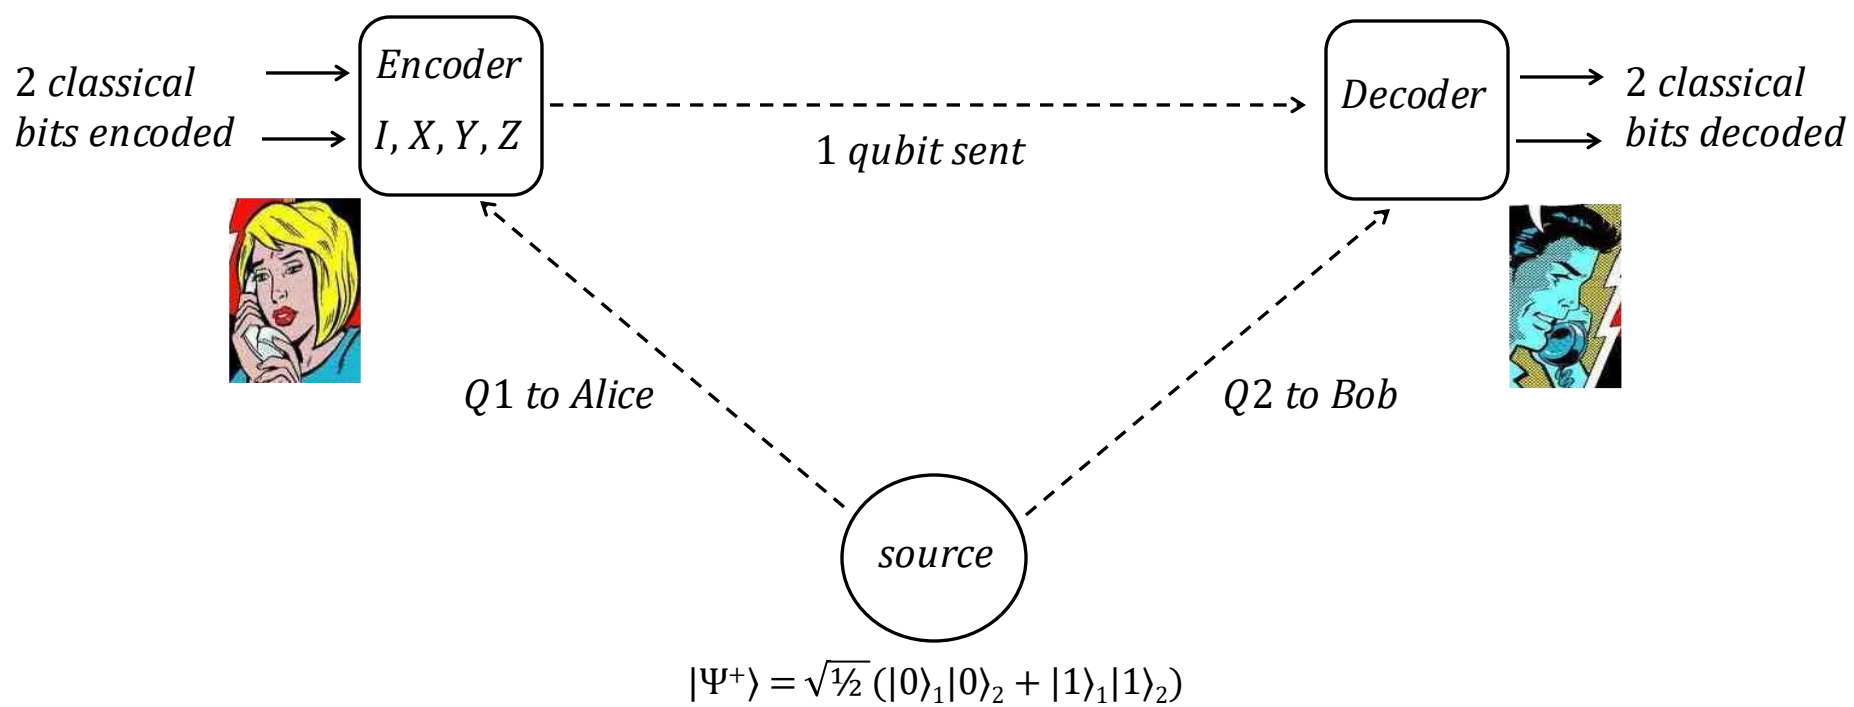 2 classical
bits encoded
Encoder
I, X, Y, Z
1 qubit sent
Decoder
2 classical
bits decoded
Q1 to Alice
Q2 to Bob
source
|Ψ⁺⟩ = √½ (|0⟩₁|0⟩₂ + |1⟩₁|1⟩₂)